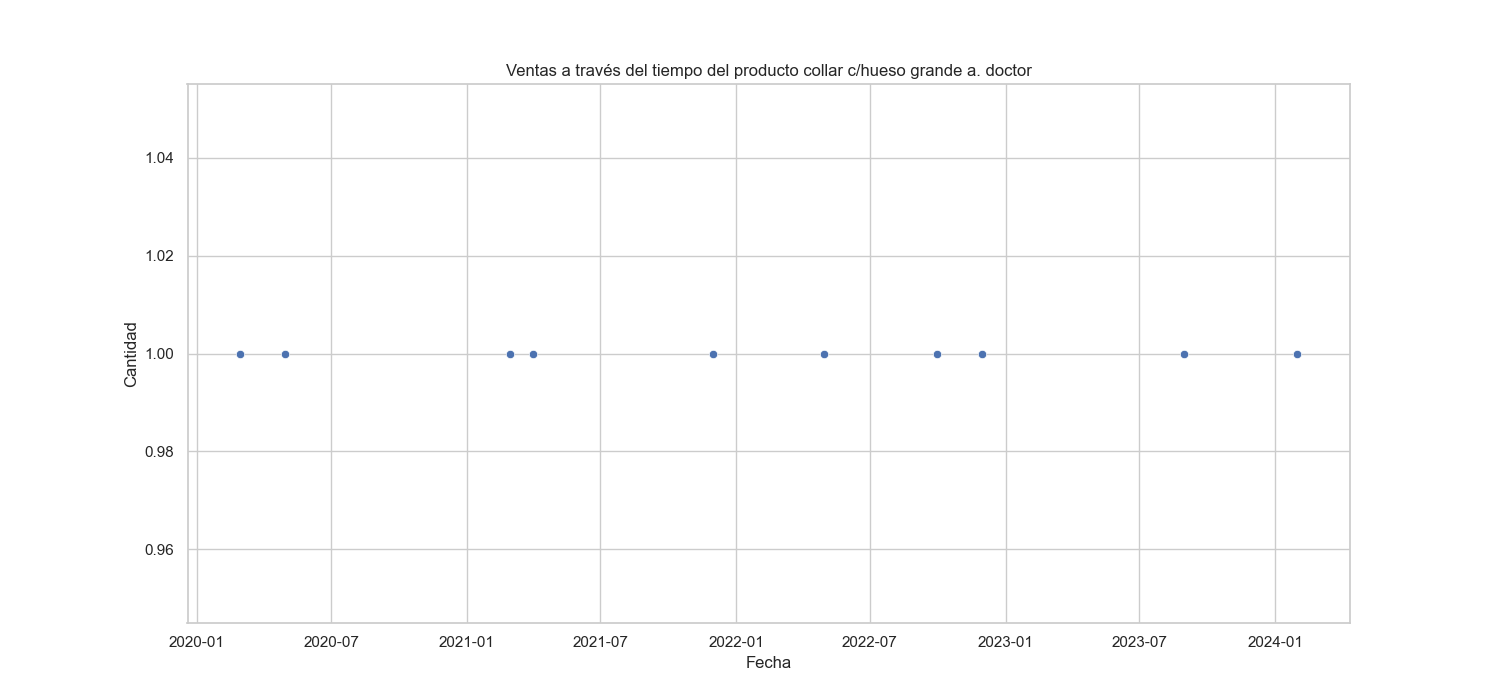 Ventas a través del tiempo del producto collar c/hueso grande a. doctor
1.04
1.02
1.00
0.98
0.96
Cantidad
2020-01 2020-07 2021-01 2021-07 2022-01 2022-07 2023-01 2023-07 2024-01
Fecha